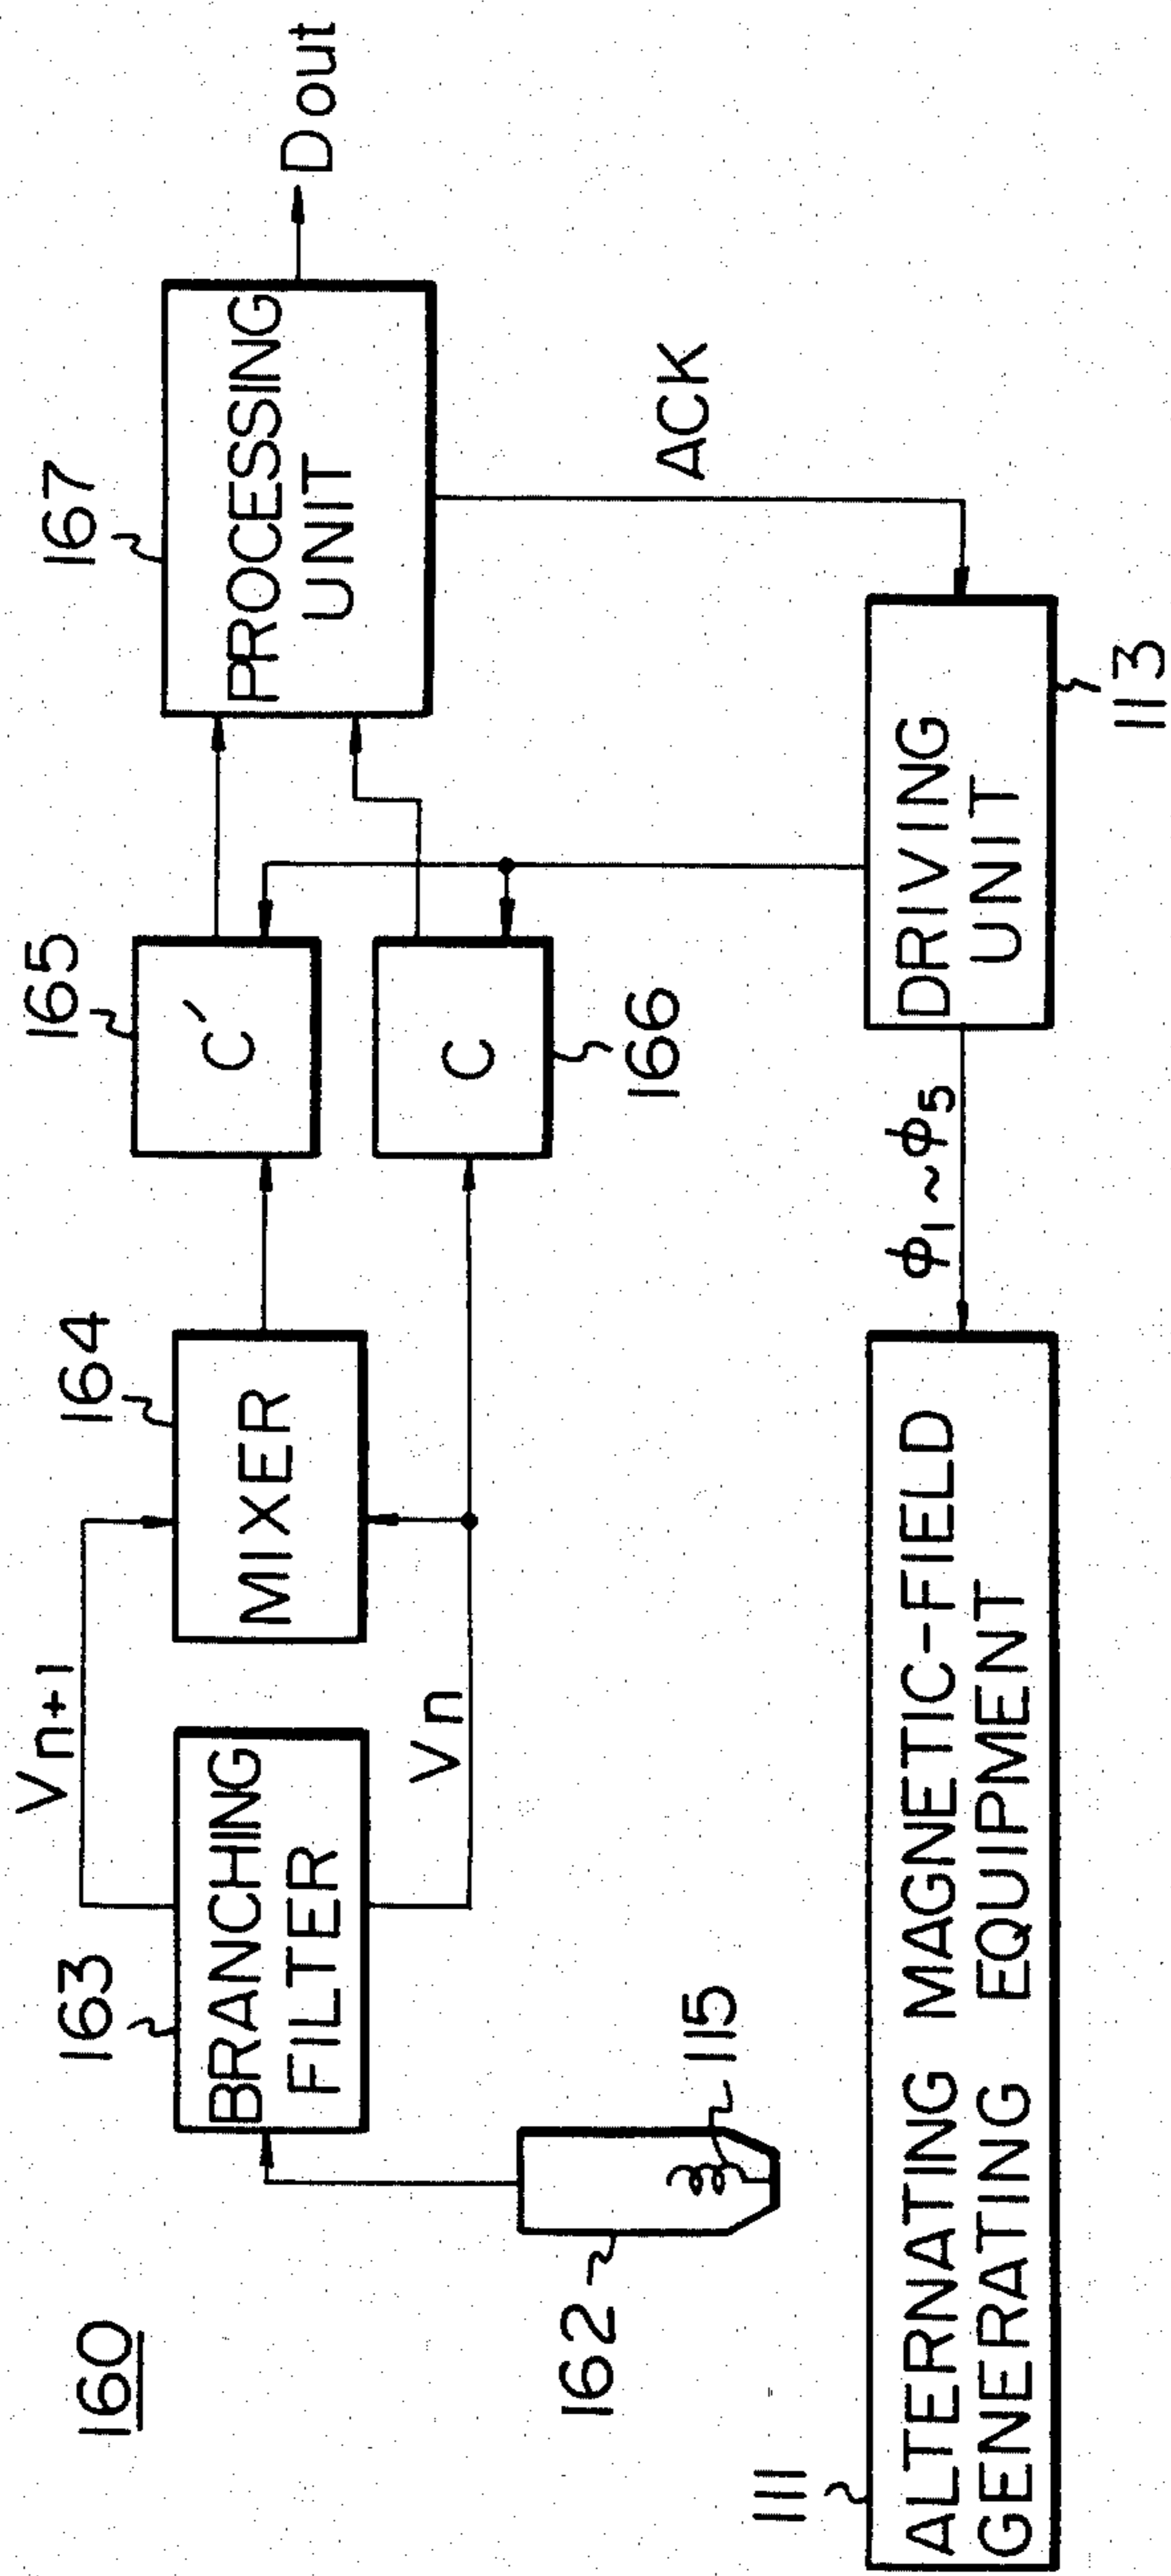 160
163
BRANCHING
FILTER
Vn+1
Vn
164
MIXER
165
C'
C
166
167
PROCESSING
UNIT
Dout
ACK
162
115
111
ALTERNATING MAGNETIC-FIELD
GENERATING EQUIPMENT
φ1~φ5
DRIVING
UNIT
113